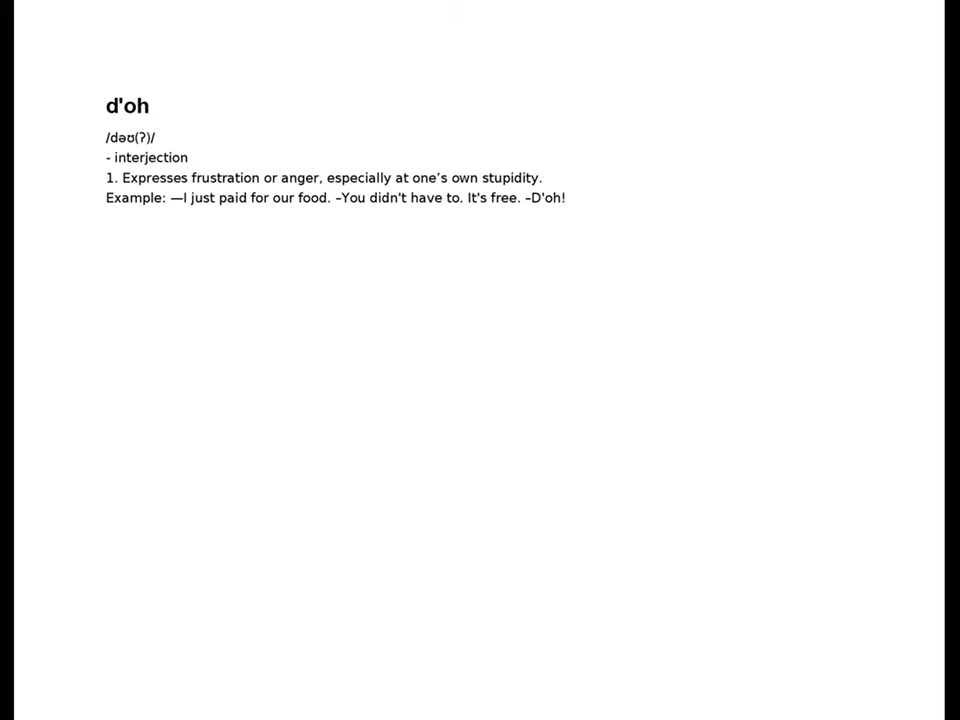 d'oh
/dəʊ(ʔ)/
- interjection
1. Expresses frustration or anger, especially at one’s own stupidity.
Example: —I just paid for our food. –You didn't have to. It's free. –D'oh!